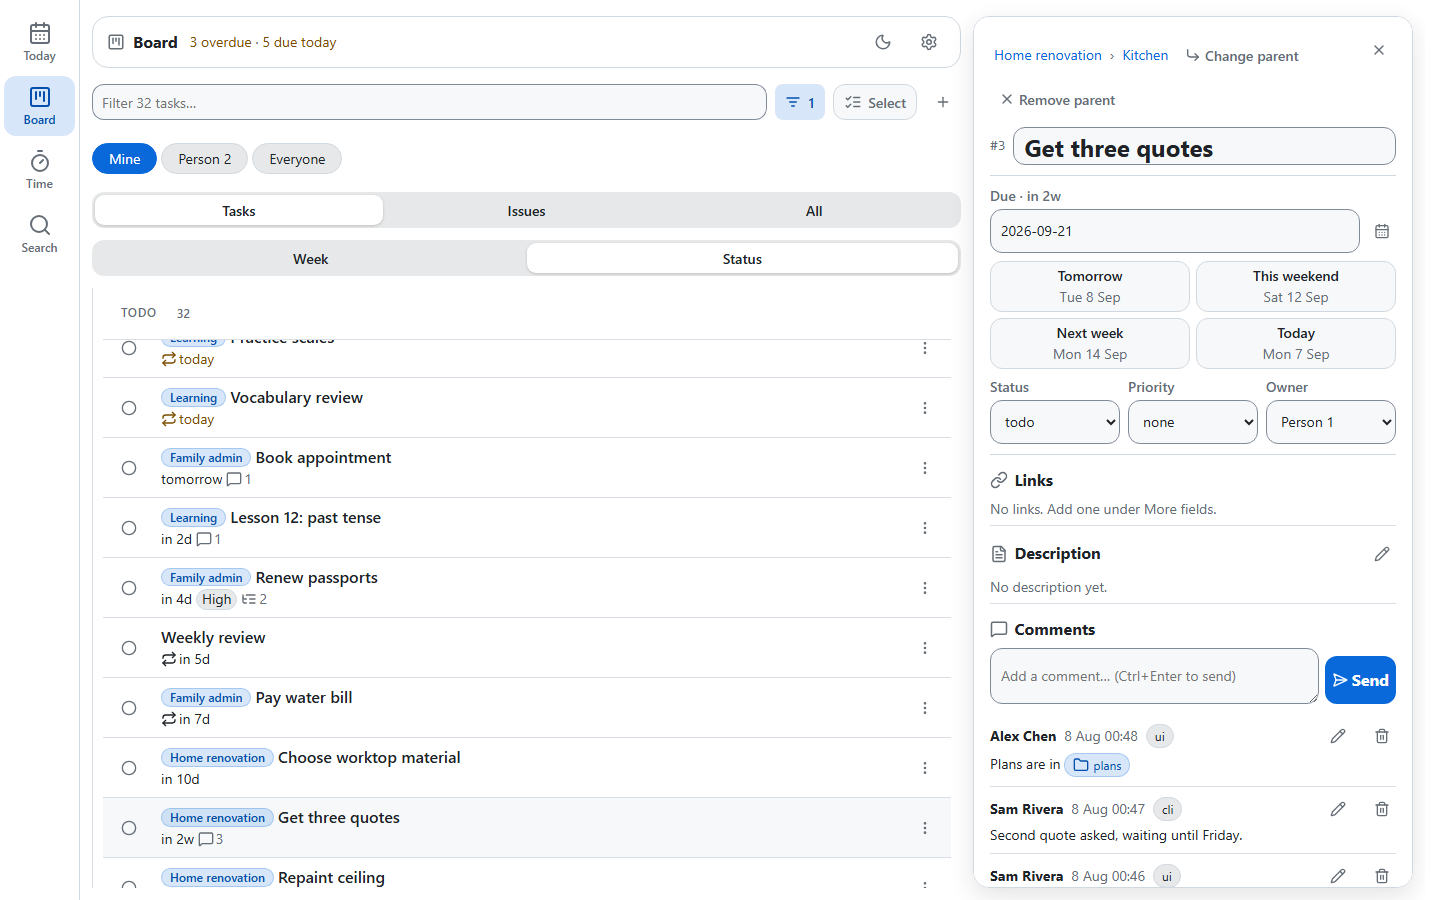 Today
Board
Time
Search
Board 3 overdue · 5 due today
Filter 32 tasks...
1
Select
Mine
Person 2
Everyone
Tasks
Issues
All
Week
Status
TODO 32
Learning Practice scales
today
Learning Vocabulary review
today
Family admin Book appointment
tomorrow 1
Learning Lesson 12: past tense
in 2d 1
Family admin Renew passports
in 4d High 2
Weekly review
in 5d
Family admin Pay water bill
in 7d
Home renovation Choose worktop material
in 10d
Home renovation Get three quotes
in 2w 3
Home renovation Repaint ceiling
Home renovation › Kitchen Change parent
Remove parent
#3 Get three quotes
Due · in 2w
2026-09-21
Tomorrow
Tue 8 Sep
This weekend
Sat 12 Sep
Next week
Mon 14 Sep
Today
Mon 7 Sep
Status Priority Owner
todo none Person 1
Links
No links. Add one under More fields.
Description
No description yet.
Comments
Add a comment... (Ctrl+Enter to send)
Send
Alex Chen 8 Aug 00:48 ui
Plans are in plans
Sam Rivera 8 Aug 00:47 cli
Second quote asked, waiting until Friday.
Sam Rivera 8 Aug 00:46 ui